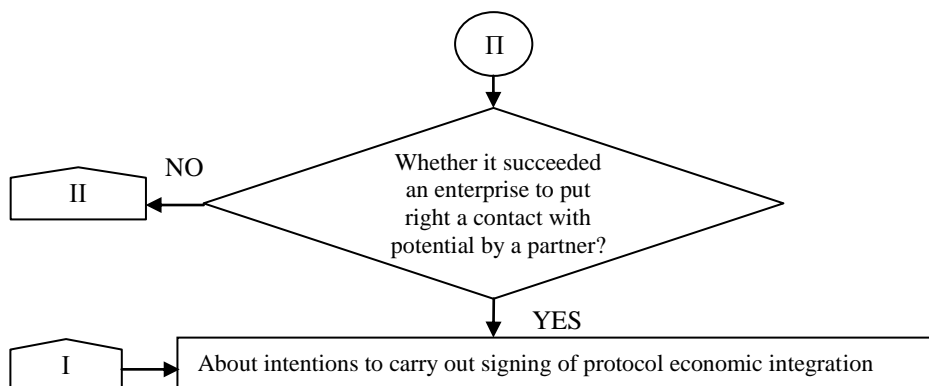 П
Whether it succeeded
an enterprise to put
right a contact with
potential by a partner?
NO
II
YES
I
About intentions to carry out signing of protocol economic integration